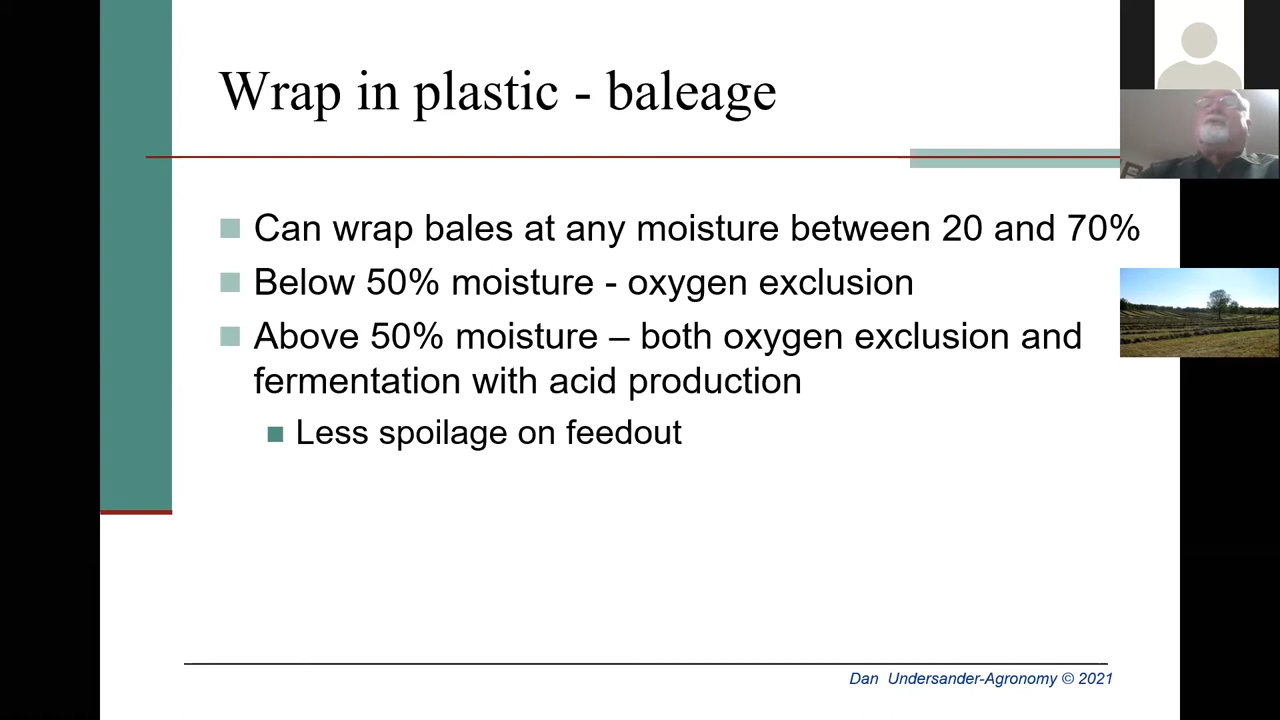 Wrap in plastic - baleage
Can wrap bales at any moisture between 20 and 70%
Below 50% moisture - oxygen exclusion
Above 50% moisture – both oxygen exclusion and
fermentation with acid production
Less spoilage on feedout
Dan Undersander-Agronomy © 2021